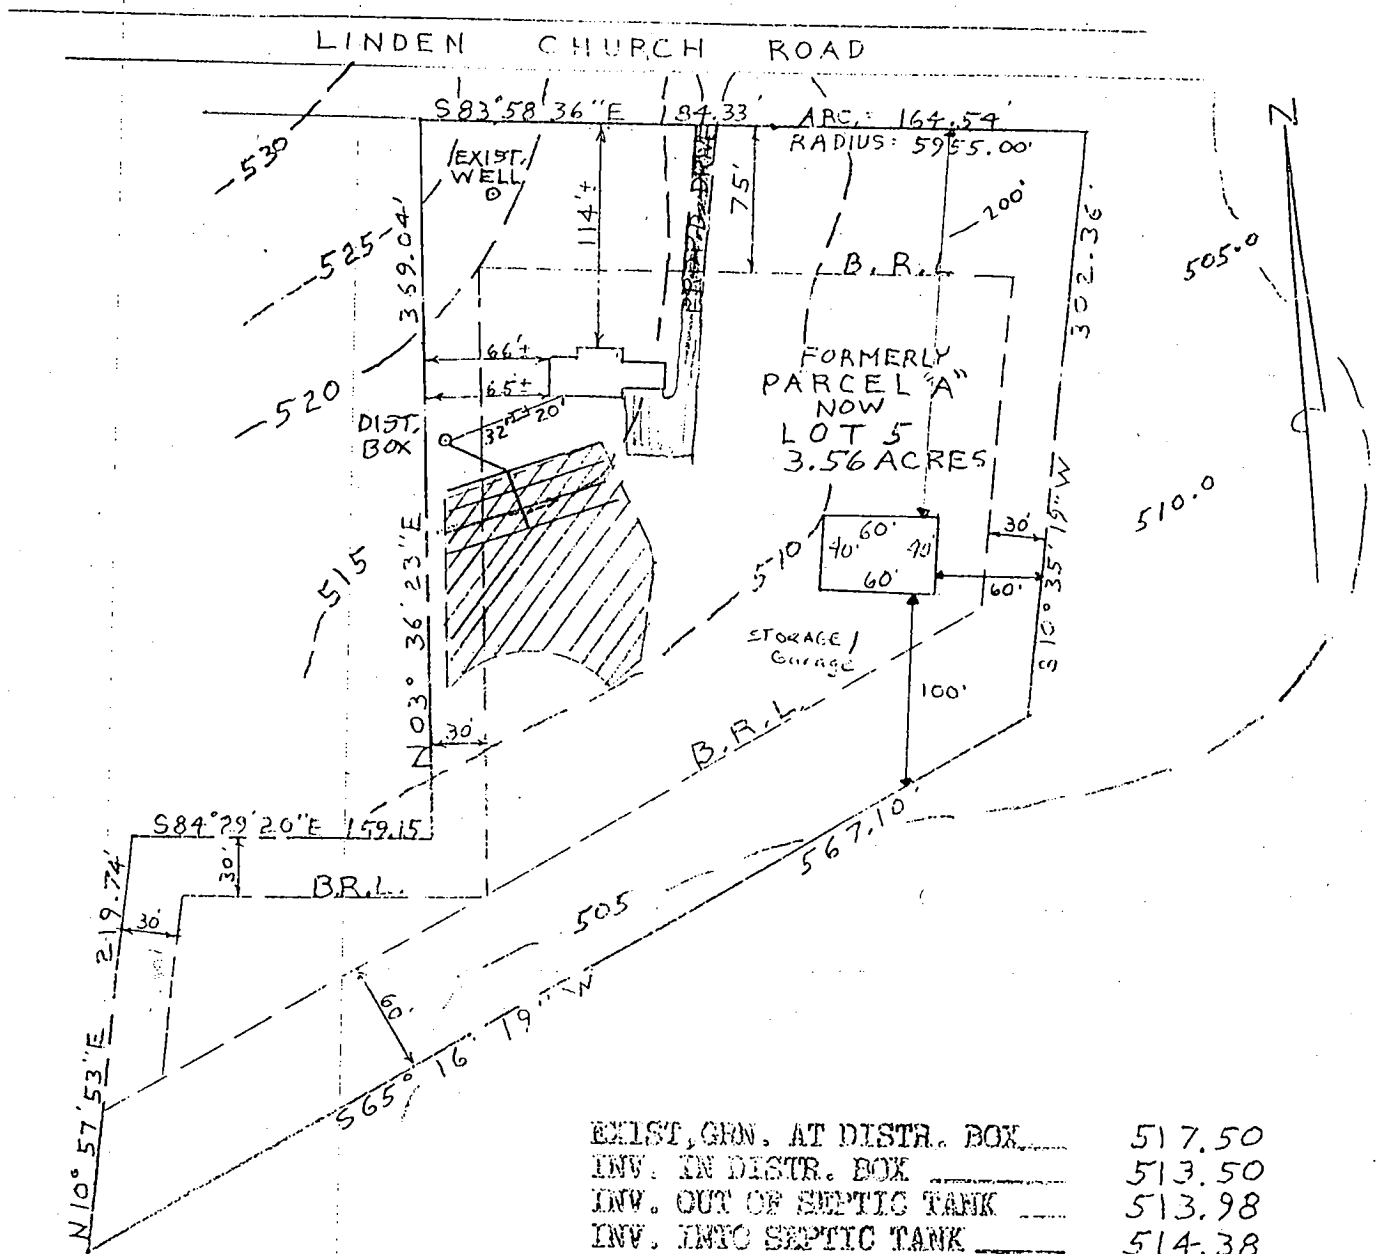 LINDEN CHURCH ROAD
S83°58'36"E 184.33'
ARC: 164.54'
RADIUS: 5955.00'
N
530
EXIST.
WELL
114'±
75'
200'
302.36'
505.0
525
359.04'
B.R.L.
66'±
65'±
FORMERLY
PARCEL "A"
NOW
LOT 5
3.56 ACRES
520
DIST.
BOX
32'
20'
510.0
60'
40'
40'
60'
30'
60'
S10°35'19"W
510
515
N03°36'23"E
STORAGE/
Garage
100'
B.R.L.
30'
S84°29'20"E 159.15
30'
B.R.L.
567.10'
219.74'
30'
505
60'
S65° 16' 19" W
N10°57'53"E
EXIST. GRN. AT DISTR. BOX 517.50
INV. IN DISTR. BOX 513.50
INV. OUT OF SEPTIC TANK 513.98
INV. INTO SEPTIC TANK 514.38